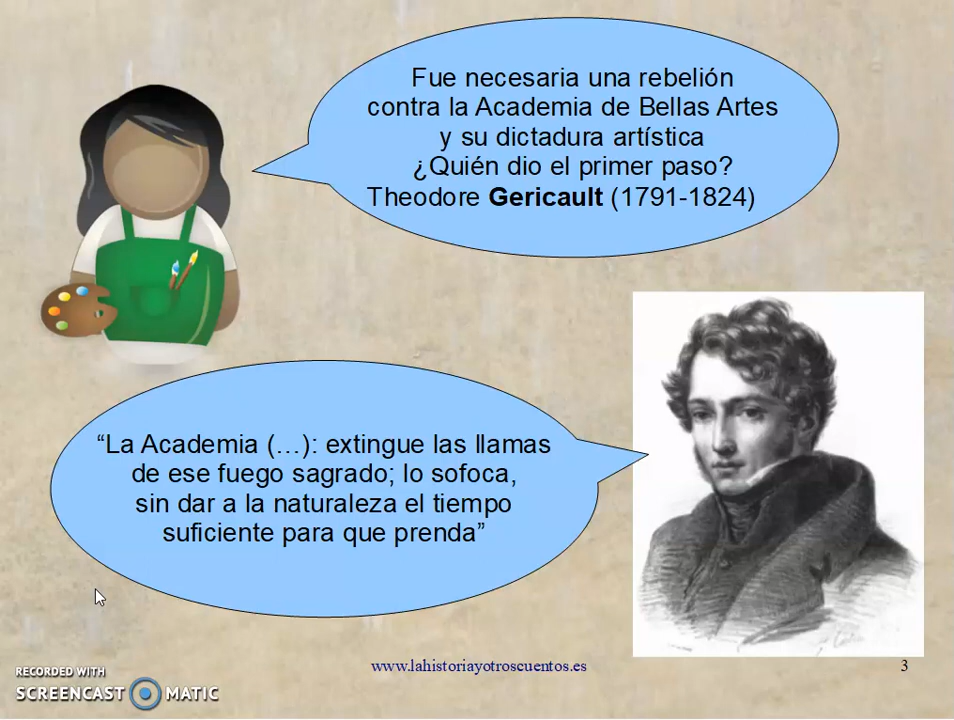 Fue necesaria una rebelión
contra la Academia de Bellas Artes
y su dictadura artística
¿Quién dio el primer paso?
Theodore Gericault (1791-1824)
“La Academia (…): extingue las llamas
de ese fuego sagrado; lo sofoca,
sin dar a la naturaleza el tiempo
suficiente para que prenda”
www.lahistoriayotroscuentos.es
3
RECORDED WITH
SCREENCAST MATIC